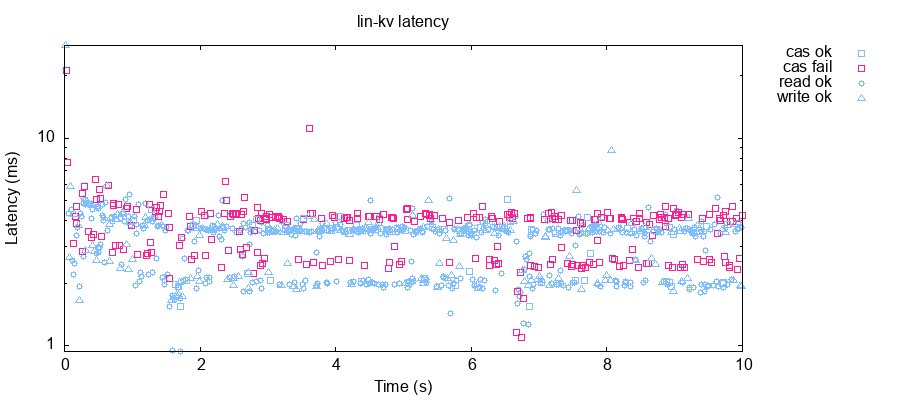 lin-kv latency
cas ok
cas fail
read ok
write ok
10
1
Latency (ms)
0 2 4 6 8 10
Time (s)